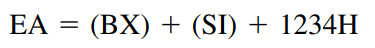 EA = (BX) + (SI) + 1234H